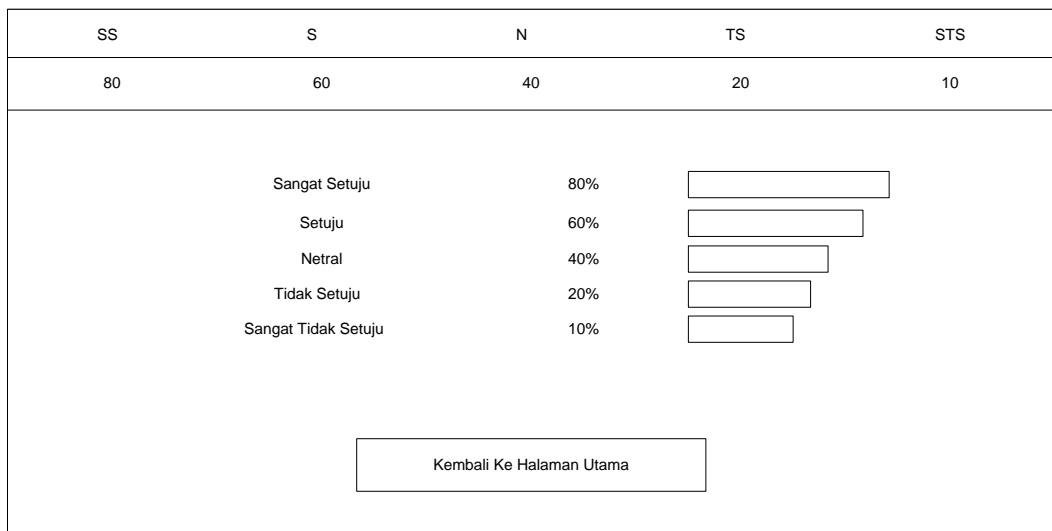 SS S N TS STS
80 60 40 20 10
Sangat Setuju 80%
Setuju 60%
Netral 40%
Tidak Setuju 20%
Sangat Tidak Setuju 10%
Kembali Ke Halaman Utama